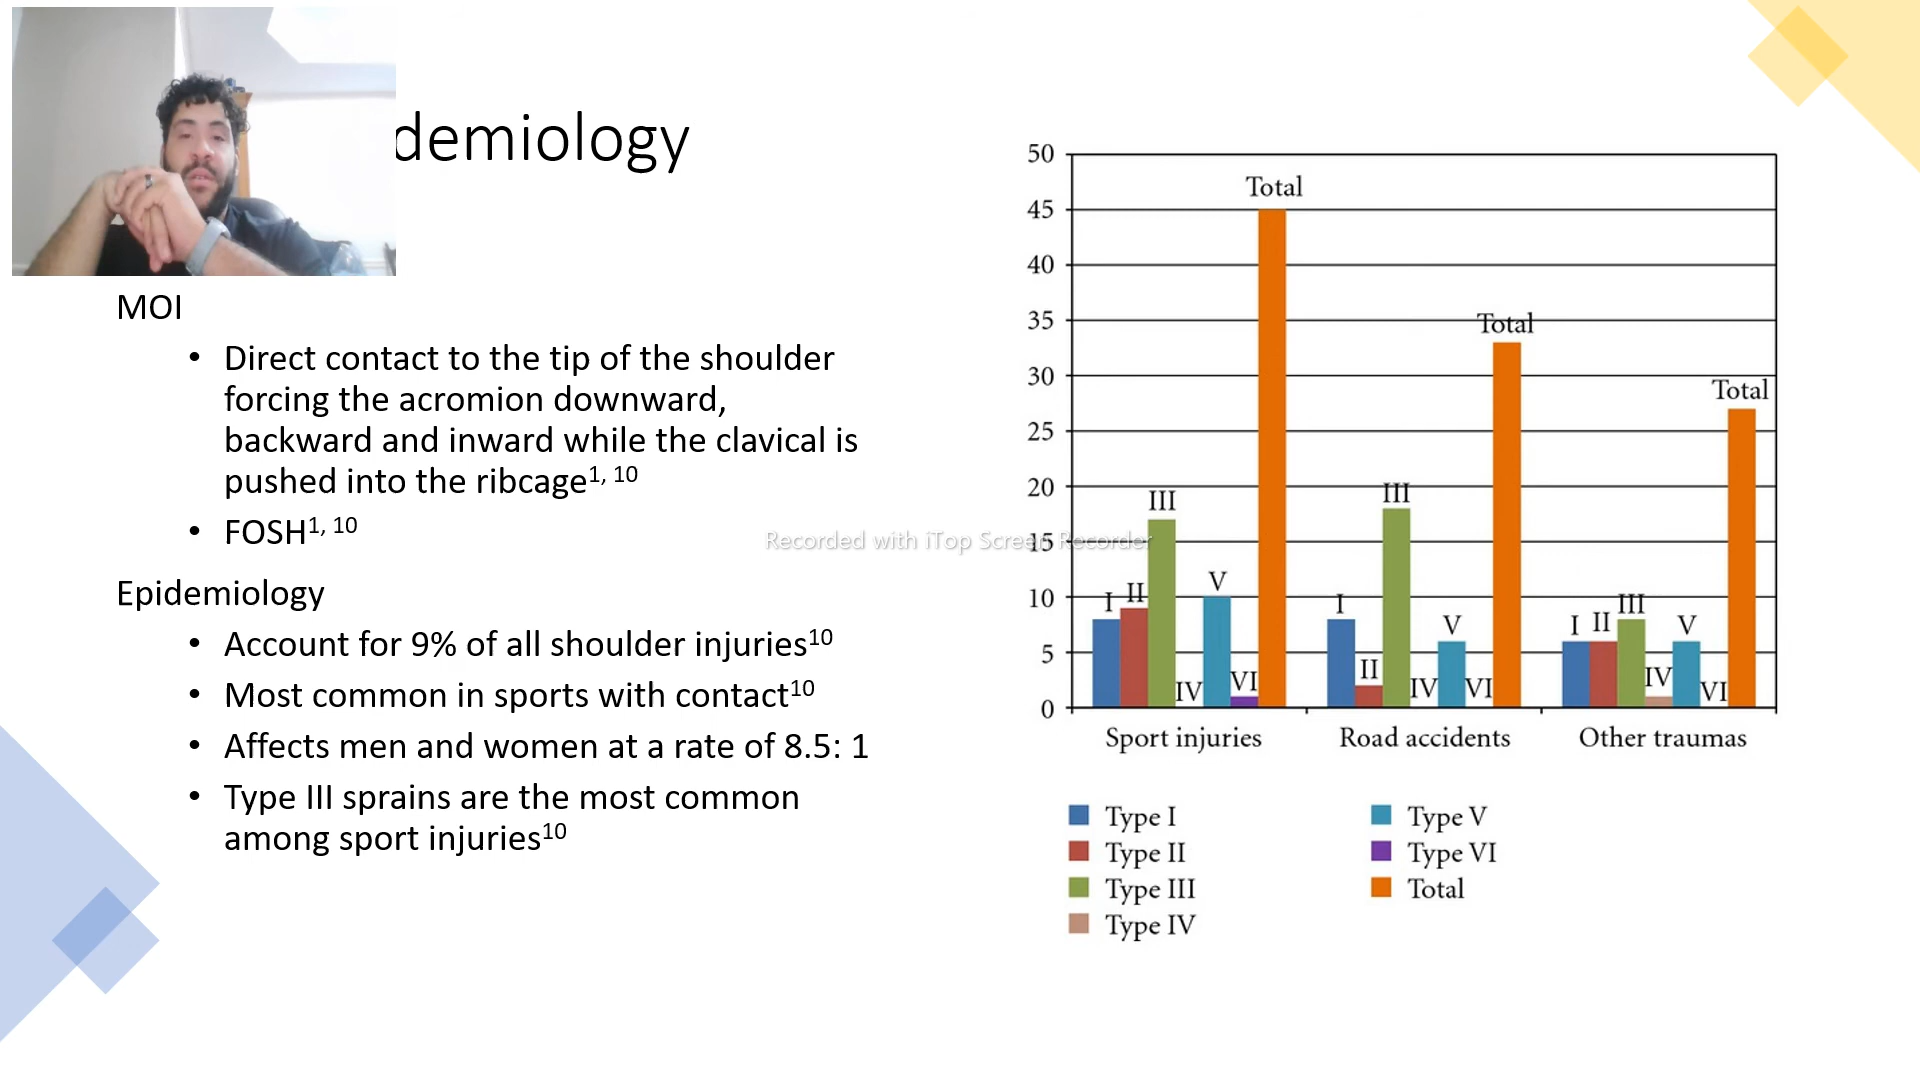 demiology
MOI
• Direct contact to the tip of the shoulder
forcing the acromion downward,
backward and inward while the clavical is
pushed into the ribcage1, 10
• FOSH1, 10
Epidemiology
• Account for 9% of all shoulder injuries10
• Most common in sports with contact10
• Affects men and women at a rate of 8.5: 1
• Type III sprains are the most common
among sport injuries10
Recorded with iTop Screen Recorder
50
45
40
35
30
25
20
15
10
5
0
I II III IV V VI Total
I II III IV V VI Total
I II III IV V VI Total
Sport injuries Road accidents Other traumas
Type I
Type II
Type III
Type IV
Type V
Type VI
Total